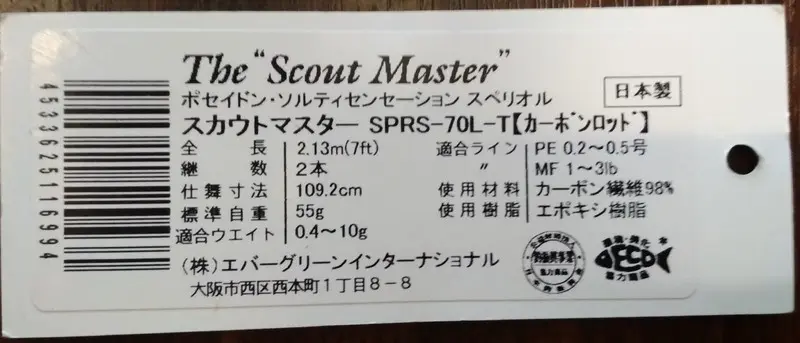 The "Scout Master"
ポセイドン・ソルティセンセーション スペリオル
日本製
スカウトマスター SPRS-70L-T【カーボンロッド】
全長 2.13m(7ft) 適合ライン PE 0.2〜0.5号
継数 2本 〃 MF 1〜3lb
仕舞寸法 109.2cm 使用材料 カーボン繊維98%
標準自重 55g 使用樹脂 エポキシ樹脂
適合ウエイト 0.4〜10g
(株)エバーグリーンインターナショナル
大阪市西区西本町1丁目8-8
4533625116994
ECO
協力商品